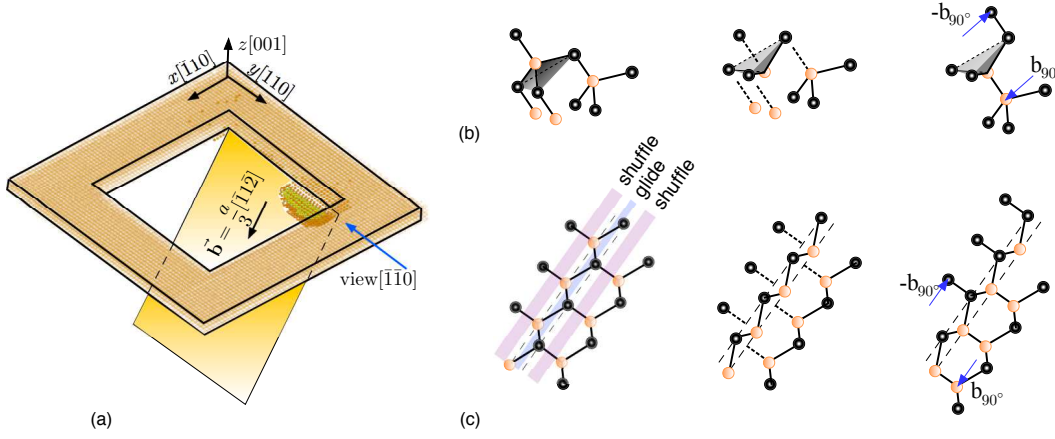 z[001]
x[1̄10]
y[110]
b⃗ = a/3[1̄12̄]
view[1̄1̄0]
(a)
-b90°
b90
(b)
shuffle
glide
shuffle
-b90°
b90°
(c)